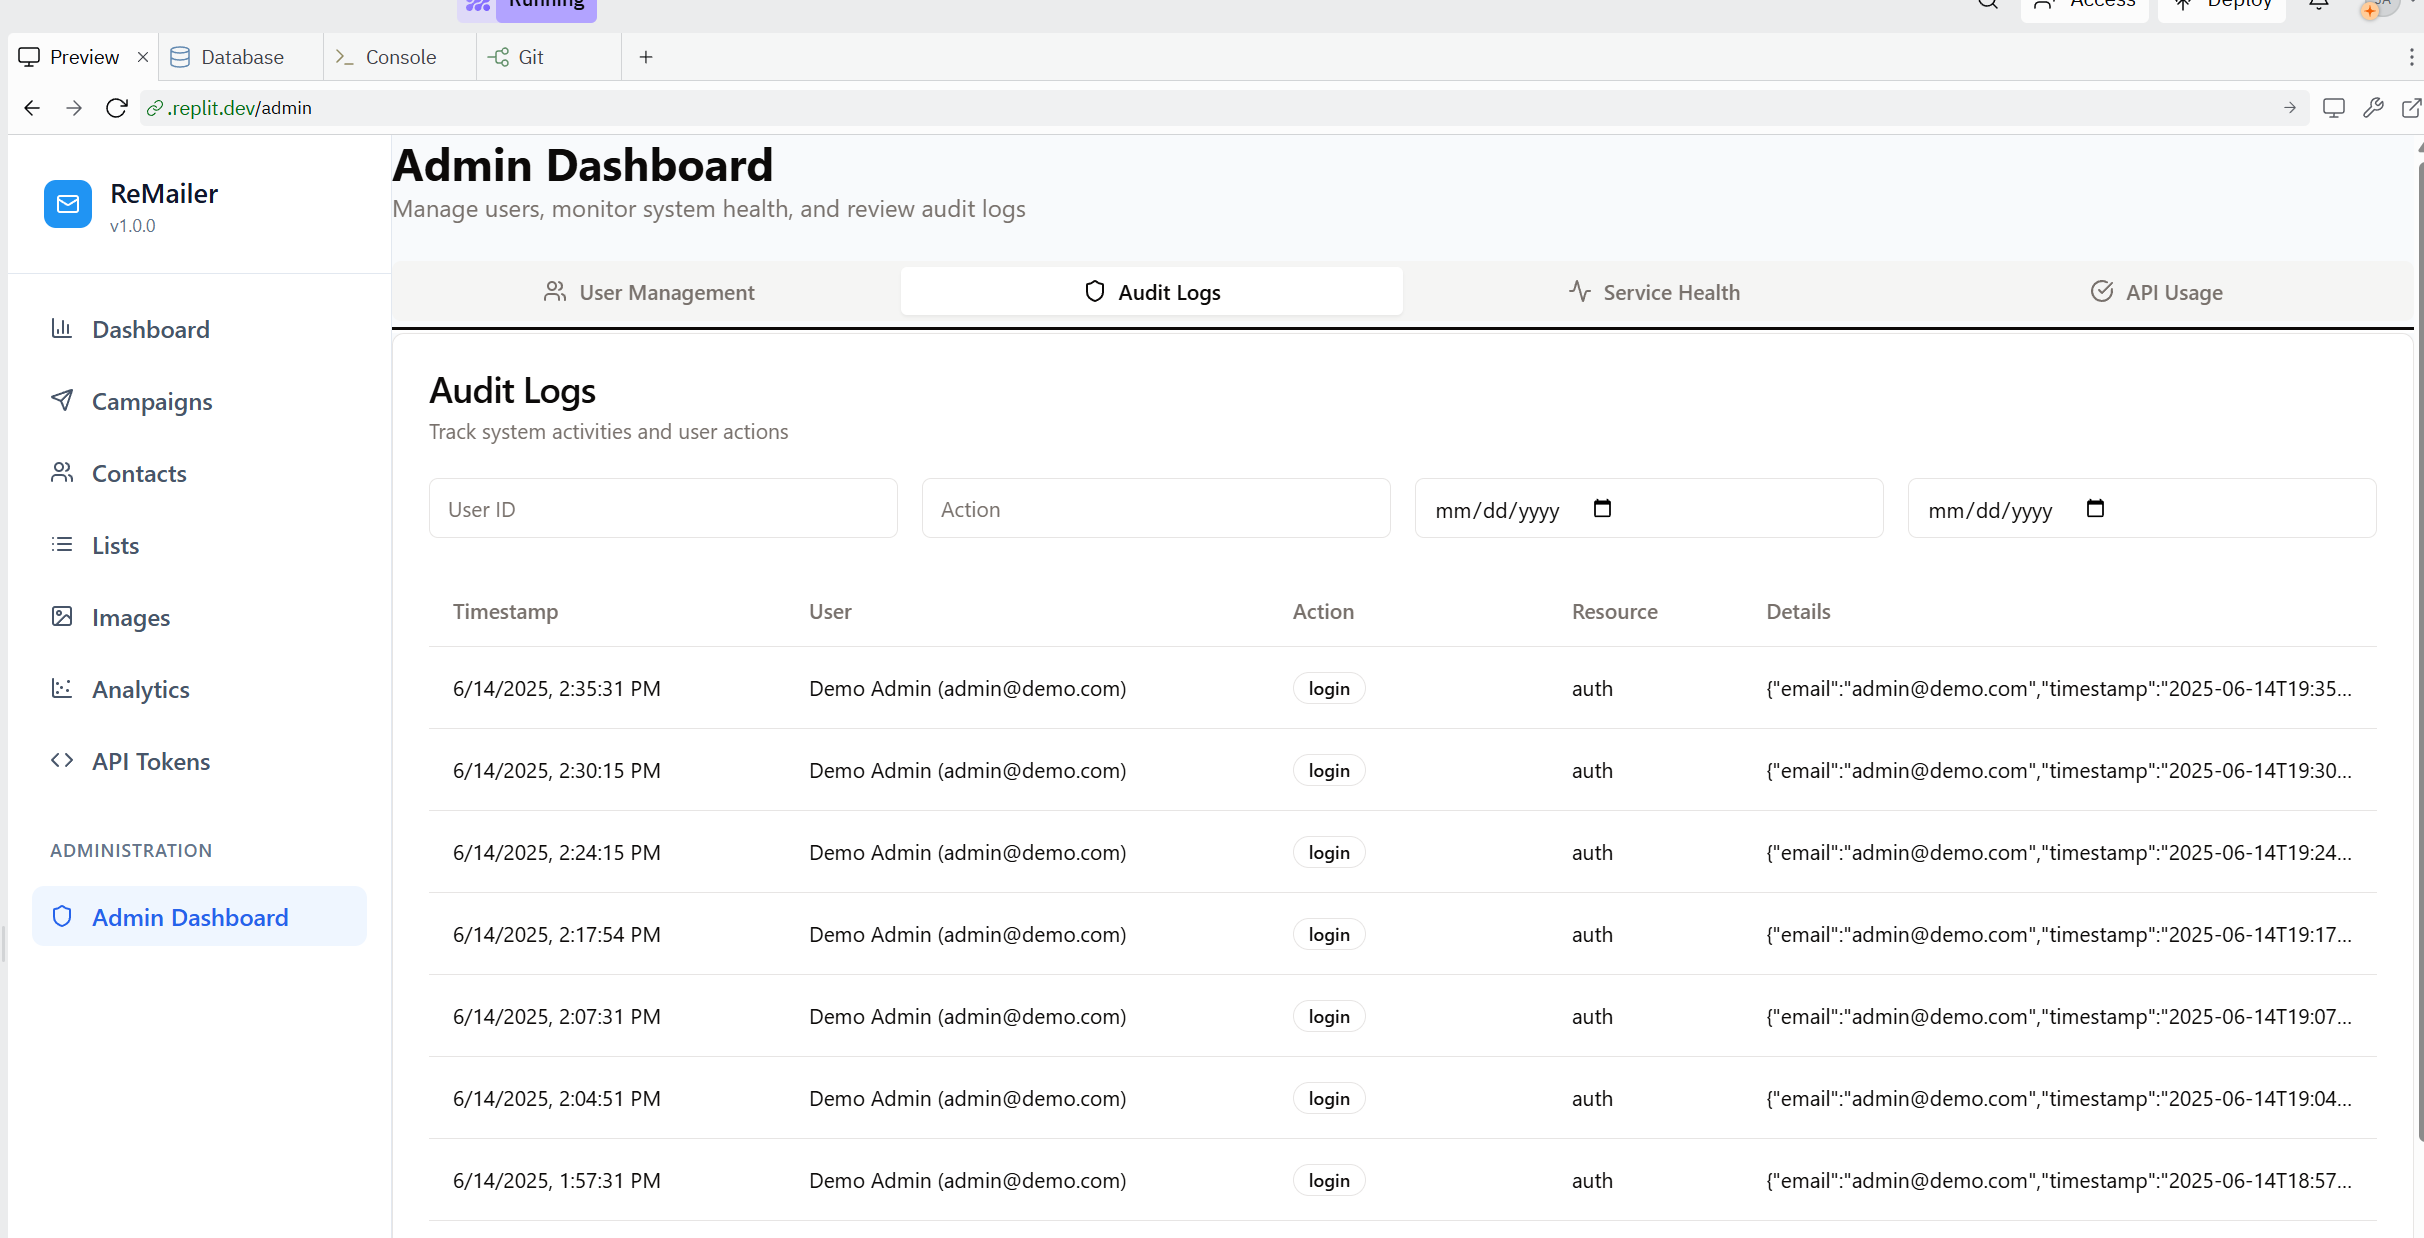 Running
Access
Deploy
Preview
Database
Console
Git
.replit.dev/admin
ReMailer
v1.0.0
Dashboard
Campaigns
Contacts
Lists
Images
Analytics
API Tokens
ADMINISTRATION
Admin Dashboard
Admin Dashboard
Manage users, monitor system health, and review audit logs
User Management
Audit Logs
Service Health
API Usage
Audit Logs
Track system activities and user actions
User ID
Action
mm/dd/yyyy
mm/dd/yyyy
Timestamp User Action Resource Details
6/14/2025, 2:35:31 PM Demo Admin (admin@demo.com) login auth {"email":"admin@demo.com","timestamp":"2025-06-14T19:35...
6/14/2025, 2:30:15 PM Demo Admin (admin@demo.com) login auth {"email":"admin@demo.com","timestamp":"2025-06-14T19:30...
6/14/2025, 2:24:15 PM Demo Admin (admin@demo.com) login auth {"email":"admin@demo.com","timestamp":"2025-06-14T19:24...
6/14/2025, 2:17:54 PM Demo Admin (admin@demo.com) login auth {"email":"admin@demo.com","timestamp":"2025-06-14T19:17...
6/14/2025, 2:07:31 PM Demo Admin (admin@demo.com) login auth {"email":"admin@demo.com","timestamp":"2025-06-14T19:07...
6/14/2025, 2:04:51 PM Demo Admin (admin@demo.com) login auth {"email":"admin@demo.com","timestamp":"2025-06-14T19:04...
6/14/2025, 1:57:31 PM Demo Admin (admin@demo.com) login auth {"email":"admin@demo.com","timestamp":"2025-06-14T18:57...